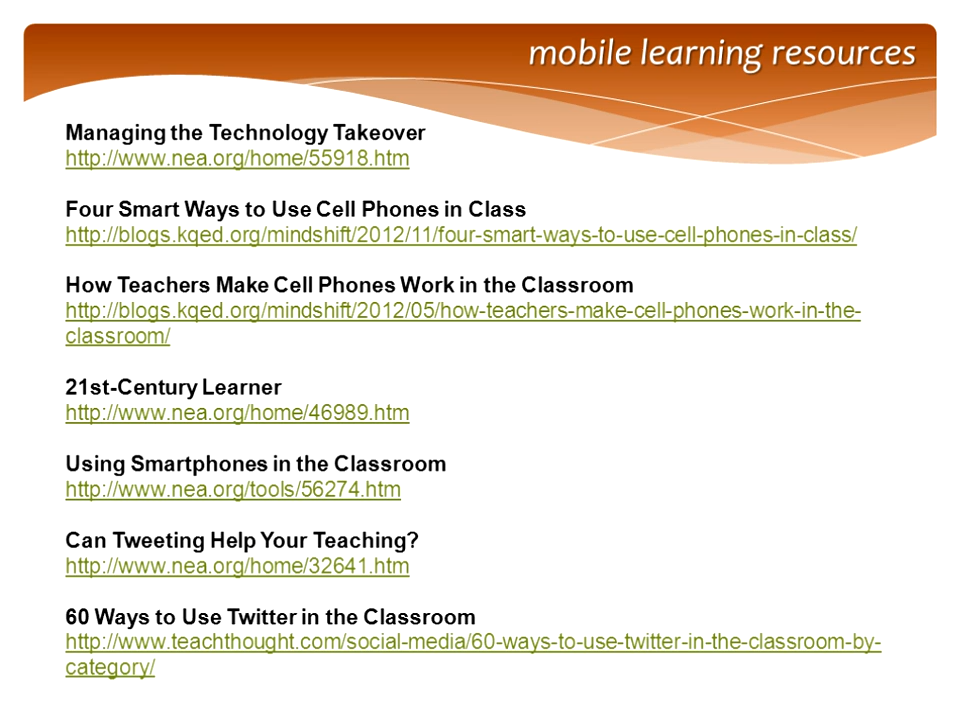 mobile learning resources
Managing the Technology Takeover
http://www.nea.org/home/55918.htm
Four Smart Ways to Use Cell Phones in Class
http://blogs.kqed.org/mindshift/2012/11/four-smart-ways-to-use-cell-phones-in-class/
How Teachers Make Cell Phones Work in the Classroom
http://blogs.kqed.org/mindshift/2012/05/how-teachers-make-cell-phones-work-in-the-
classroom/
21st-Century Learner
http://www.nea.org/home/46989.htm
Using Smartphones in the Classroom
http://www.nea.org/tools/56274.htm
Can Tweeting Help Your Teaching?
http://www.nea.org/home/32641.htm
60 Ways to Use Twitter in the Classroom
http://www.teachthought.com/social-media/60-ways-to-use-twitter-in-the-classroom-by-
category/